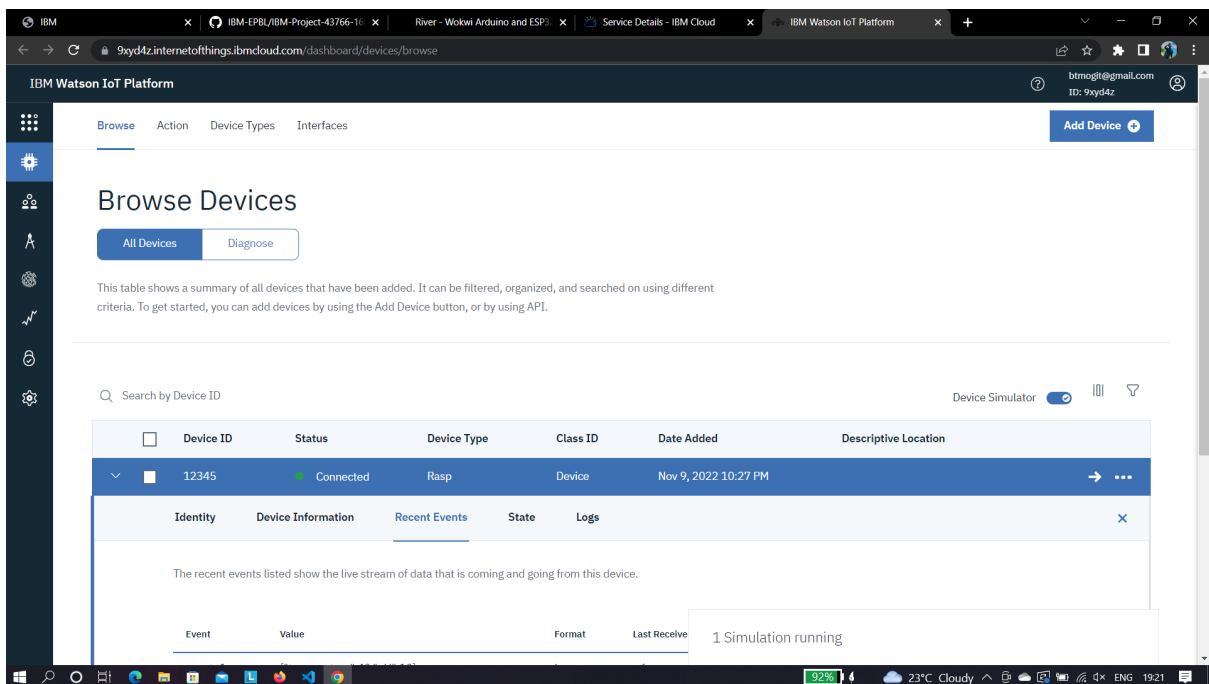 IBM
IBM-EPBL/IBM-Project-43766-16
River - Wokwi Arduino and ESP3
Service Details - IBM Cloud
IBM Watson IoT Platform
9xyd4z.internetofthings.ibmcloud.com/dashboard/devices/browse
IBM Watson IoT Platform
btmogit@gmail.com
ID: 9xyd4z
Browse Action Device Types Interfaces
Add Device
Browse Devices
All Devices Diagnose
This table shows a summary of all devices that have been added. It can be filtered, organized, and searched on using different
criteria. To get started, you can add devices by using the Add Device button, or by using API.
Search by Device ID
Device Simulator
Device ID Status Device Type Class ID Date Added Descriptive Location
12345 Connected Rasp Device Nov 9, 2022 10:27 PM
Identity Device Information Recent Events State Logs
The recent events listed show the live stream of data that is coming and going from this device.
Event Value Format Last Receive
1 Simulation running
92% 23°C Cloudy ENG 19:21